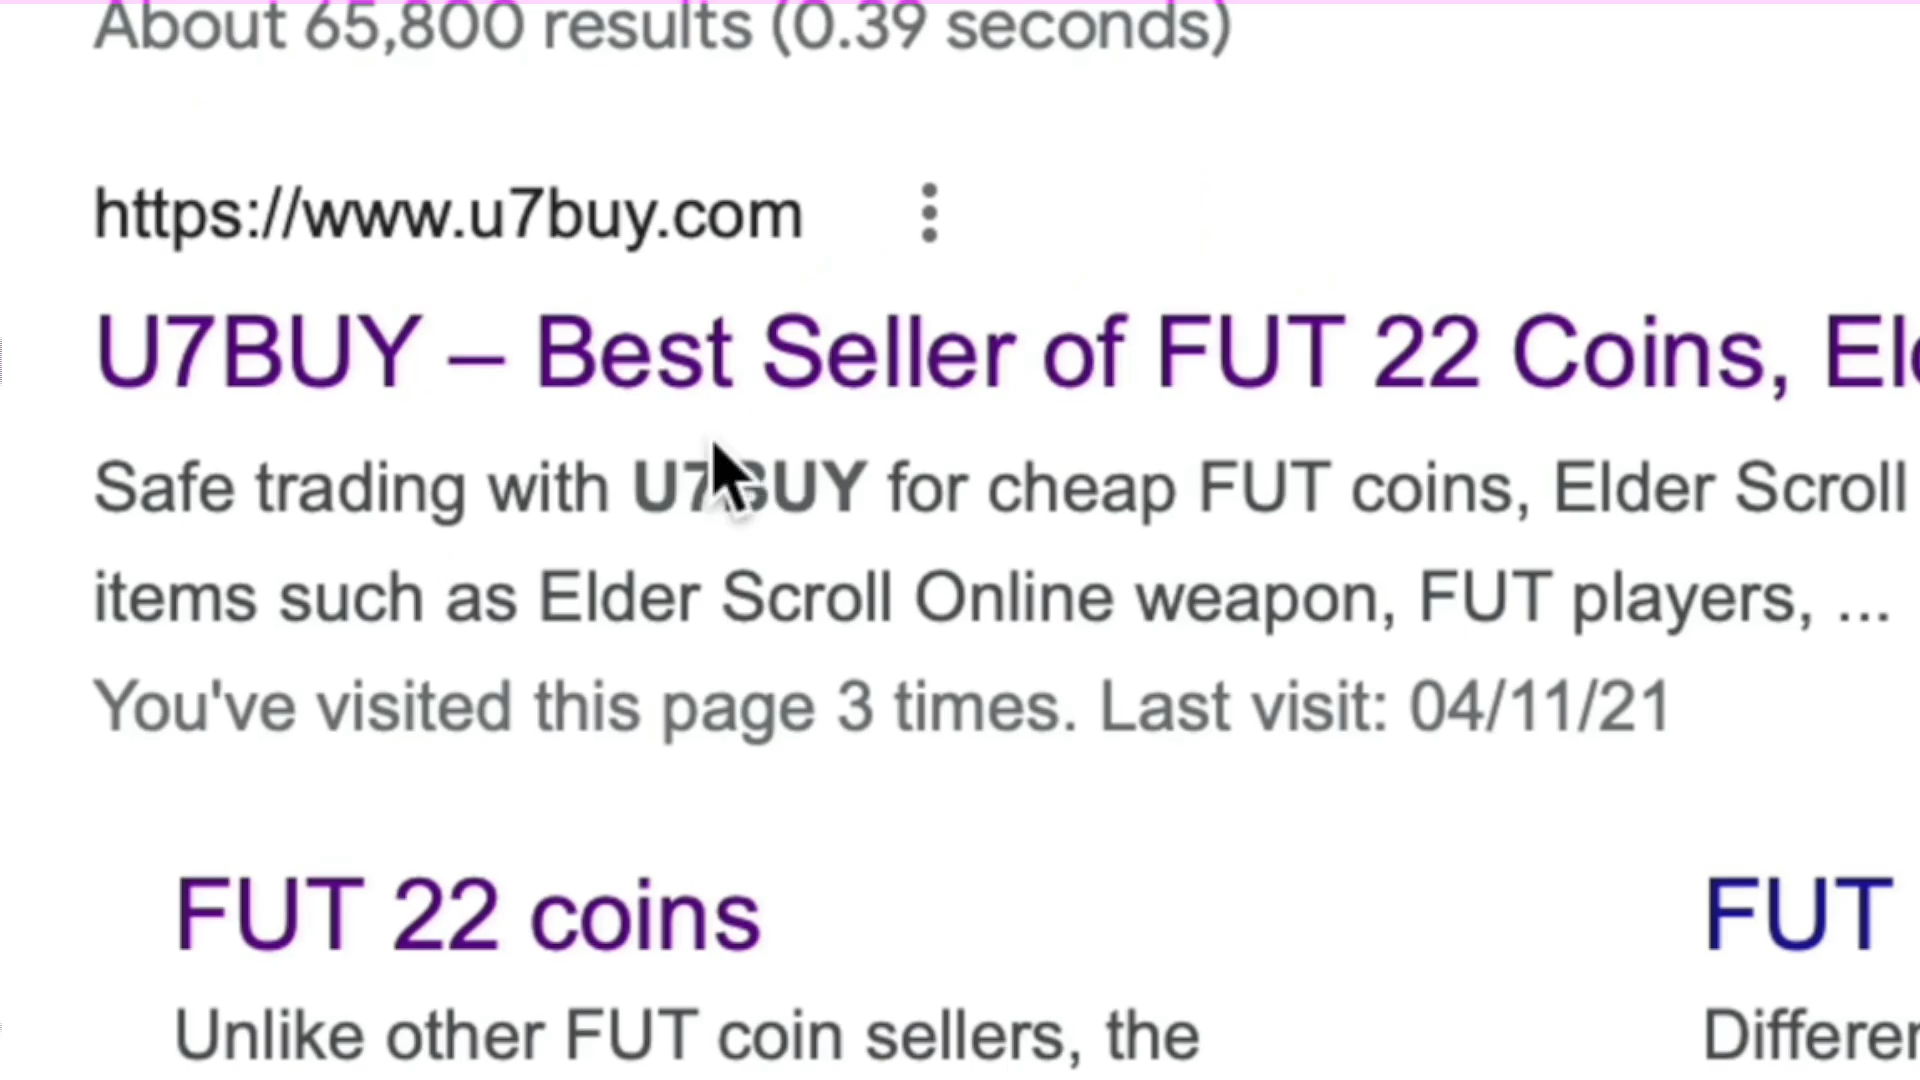 About 65,800 results (0.39 seconds)
https://www.u7buy.com
U7BUY – Best Seller of FUT 22 Coins,
Safe trading with U7BUY for cheap FUT coins, Elder Scroll
items such as Elder Scroll Online weapon, FUT players, ...
You've visited this page 3 times. Last visit: 04/11/21
FUT 22 coins
FUT
Unlike other FUT coin sellers, the